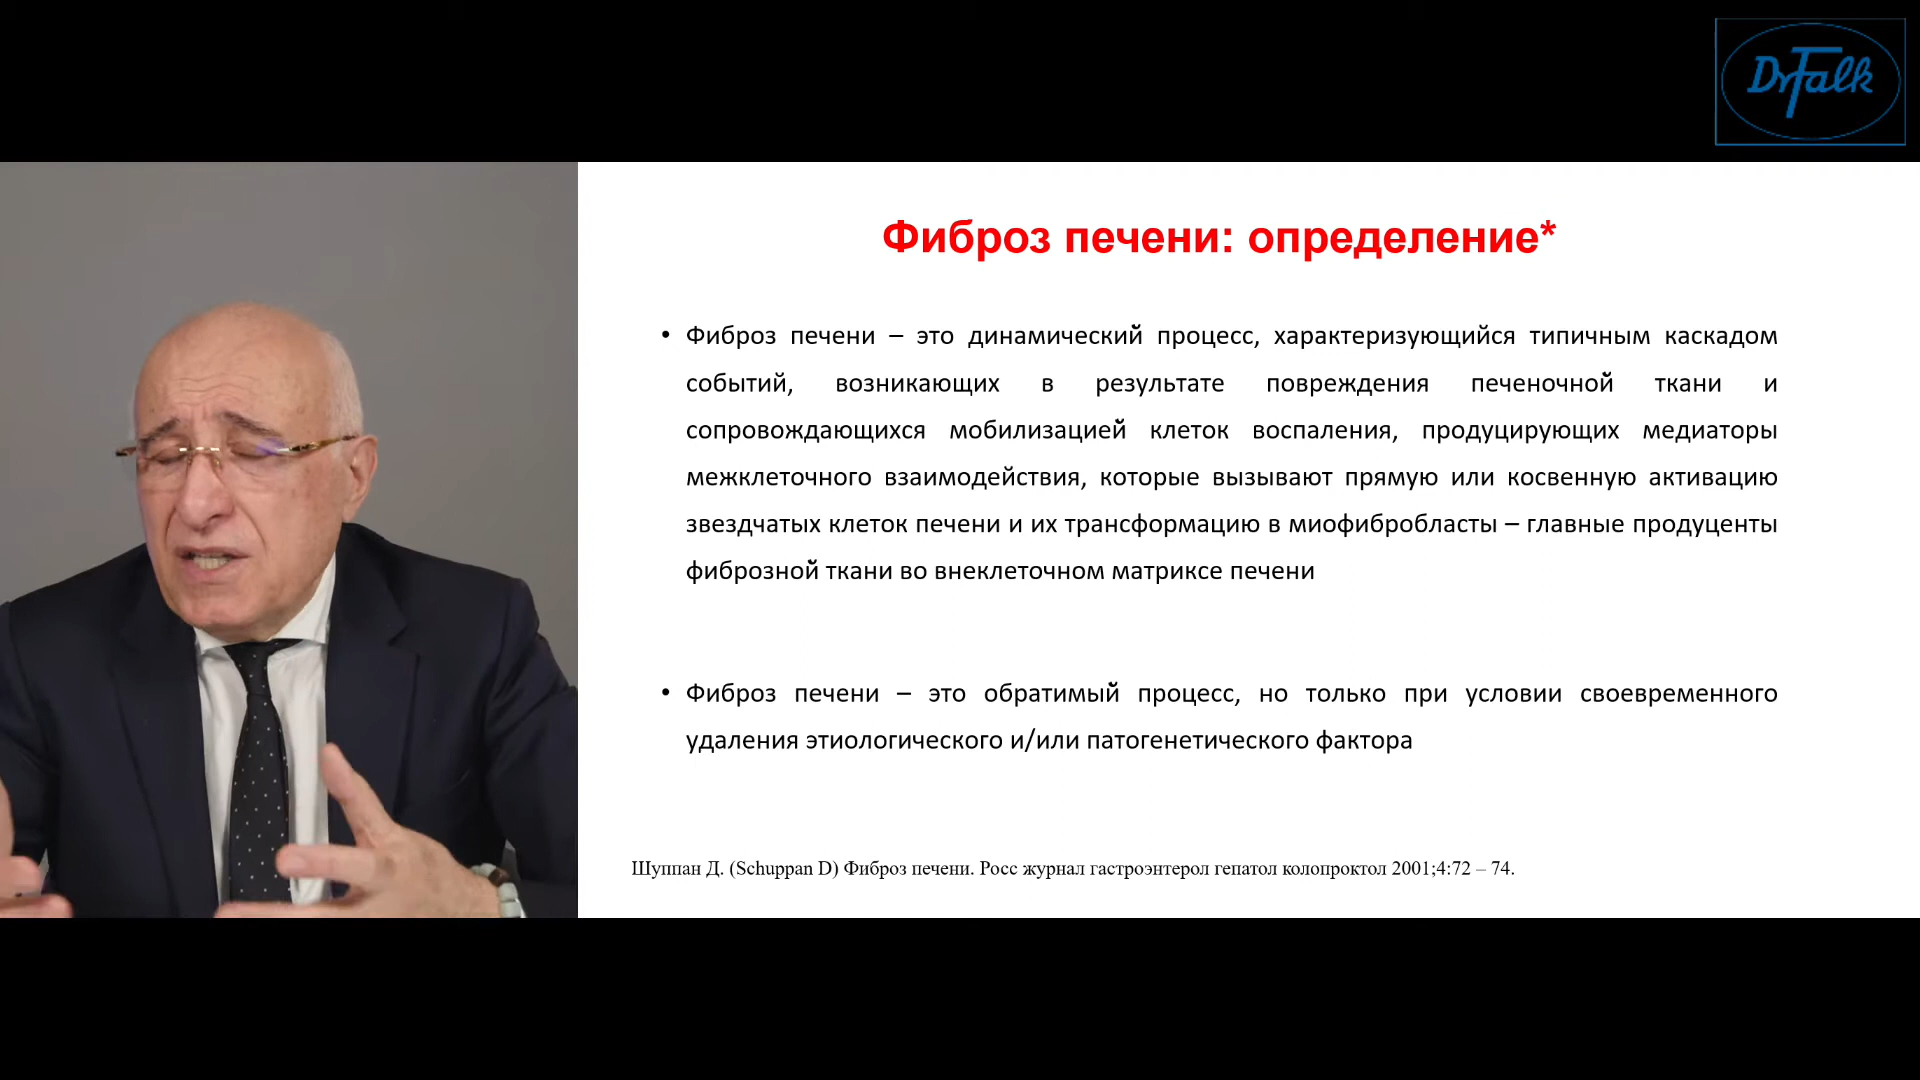 DrFalk
Фиброз печени: определение*
• Фиброз печени – это динамический процесс, характеризующийся типичным каскадом
событий, возникающих в результате повреждения печеночной ткани и
сопровождающихся мобилизацией клеток воспаления, продуцирующих медиаторы
межклеточного взаимодействия, которые вызывают прямую или косвенную активацию
звездчатых клеток печени и их трансформацию в миофибробласты – главные продуценты
фиброзной ткани во внеклеточном матриксе печени
• Фиброз печени – это обратимый процесс, но только при условии своевременного
удаления этиологического и/или патогенетического фактора
Шуппан Д. (Schuppan D) Фиброз печени. Росс журнал гастроэнтерол гепатол колопроктол 2001;4:72 – 74.